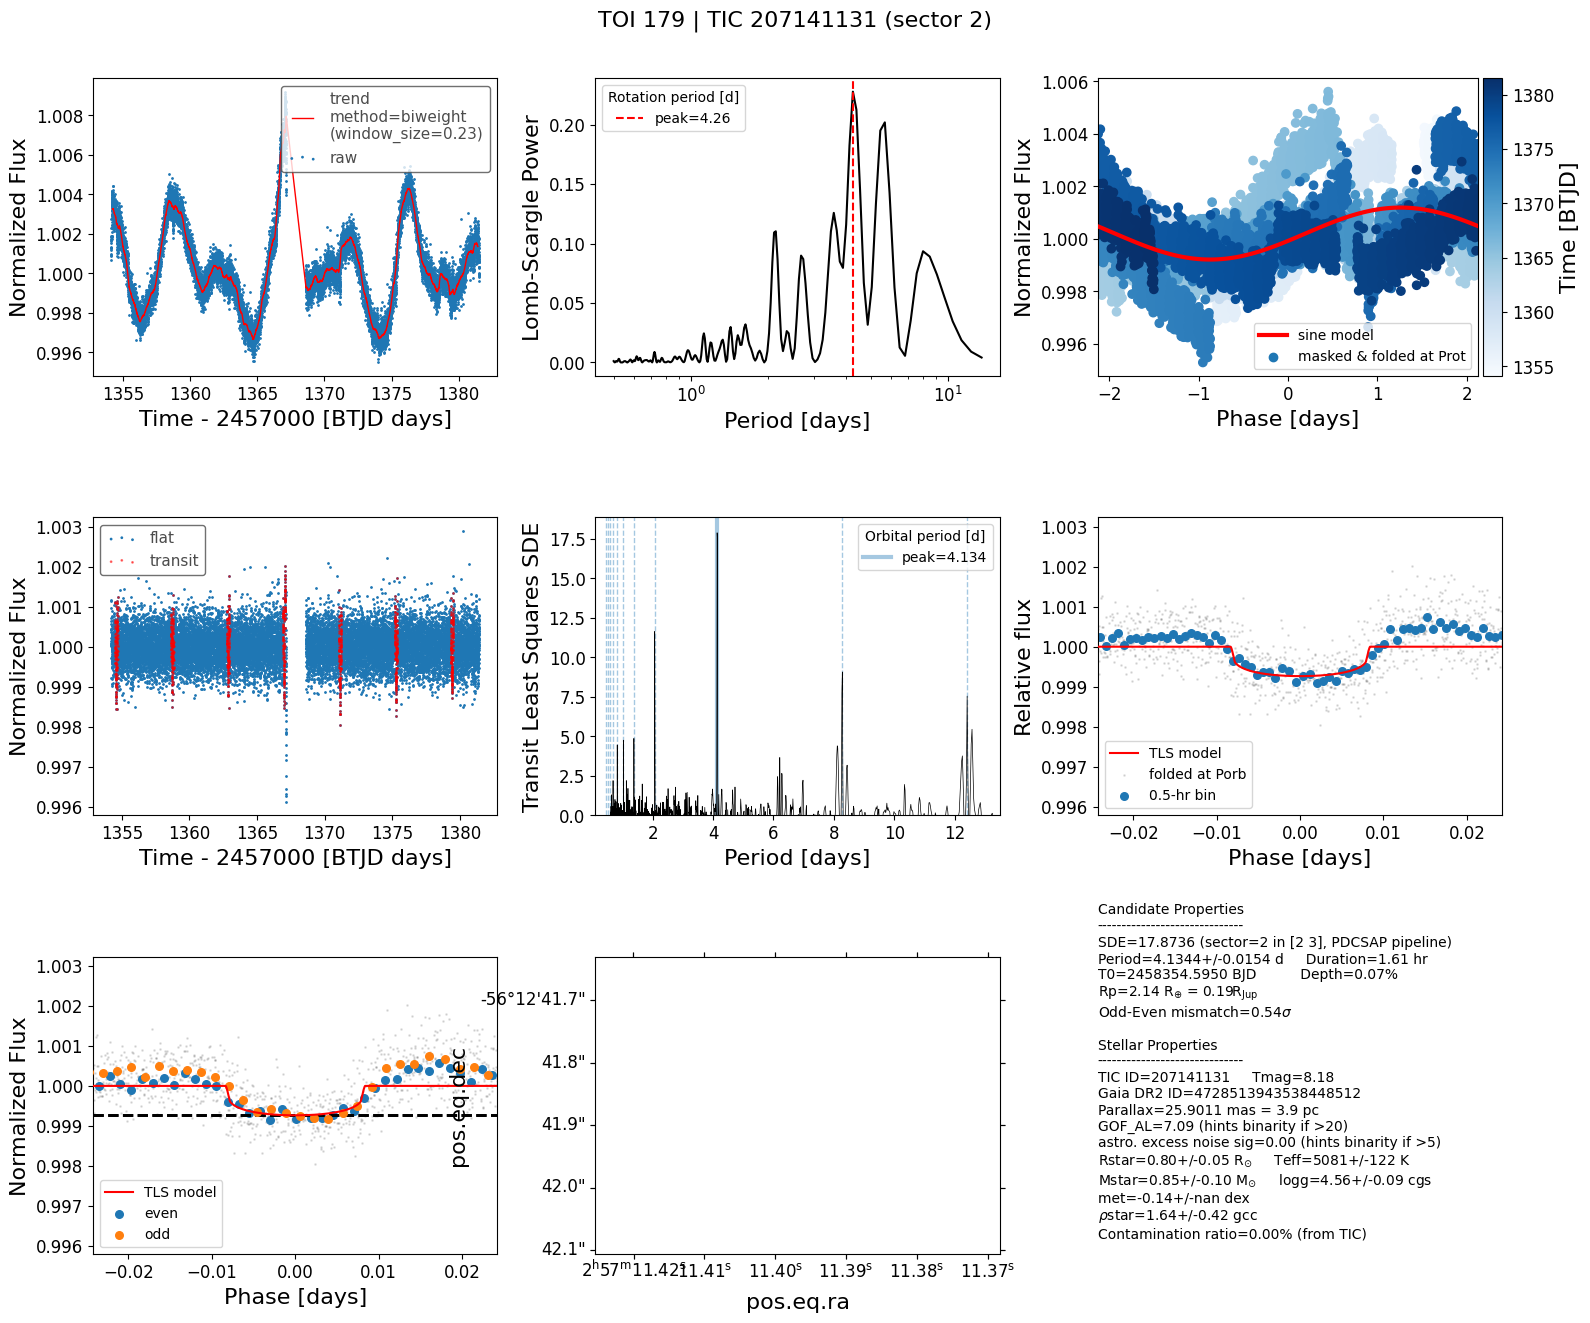 TOI 179 | TIC 207141131 (sector 2)
Normalized Flux
1.008
1.006
1.004
1.002
1.000
0.998
0.996
trend
method=biweight
(window_size=0.23)
raw
1355 1360 1365 1370 1375 1380
Time - 2457000 [BTJD days]
Lomb-Scargle Power
0.20
0.15
0.10
0.05
0.00
Rotation period [d]
peak=4.26
10⁰ 10¹
Period [days]
Normalized Flux
1.006
1.004
1.002
1.000
0.998
0.996
sine model
masked & folded at Prot
−2 −1 0 1 2
Phase [days]
1380
1375
1370
1365
1360
1355
Time [BTJD]
Normalized Flux
1.003
1.002
1.001
1.000
0.999
0.998
0.997
0.996
flat
transit
1355 1360 1365 1370 1375 1380
Time - 2457000 [BTJD days]
Transit Least Squares SDE
17.5
15.0
12.5
10.0
7.5
5.0
2.5
0.0
Orbital period [d]
peak=4.134
2 4 6 8 10 12
Period [days]
Relative flux
1.003
1.002
1.001
1.000
0.999
0.998
0.997
0.996
TLS model
folded at Porb
0.5-hr bin
−0.02 −0.01 0.00 0.01 0.02
Phase [days]
Normalized Flux
1.003
1.002
1.001
1.000
0.999
0.998
0.997
0.996
TLS model
even
odd
−0.02 −0.01 0.00 0.01 0.02
Phase [days]
pos.eq.dec
-56°12'41.7"
41.8"
41.9"
42.0"
42.1"
2ʰ57ᵐ11.42ˢ 11.41ˢ 11.40ˢ 11.39ˢ 11.38ˢ 11.37ˢ
pos.eq.ra
Candidate Properties
-------------------------------
SDE=17.8736 (sector=2 in [2 3], PDCSAP pipeline)
Period=4.1344+/-0.0154 d Duration=1.61 hr
T0=2458354.5950 BJD Depth=0.07%
Rp=2.14 R⊕ = 0.19RJup
Odd-Even mismatch=0.54σ
Stellar Properties
-------------------------------
TIC ID=207141131 Tmag=8.18
Gaia DR2 ID=4728513943538448512
Parallax=25.9011 mas = 3.9 pc
GOF_AL=7.09 (hints binarity if >20)
astro. excess noise sig=0.00 (hints binarity if >5)
Rstar=0.80+/-0.05 R⊙ Teff=5081+/-122 K
Mstar=0.85+/-0.10 M⊙ logg=4.56+/-0.09 cgs
met=-0.14+/-nan dex
ρstar=1.64+/-0.42 gcc
Contamination ratio=0.00% (from TIC)